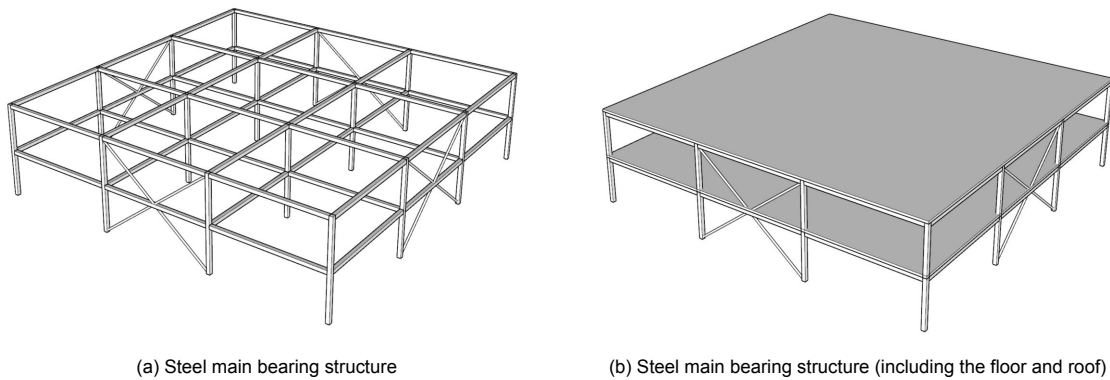 (a) Steel main bearing structure
(b) Steel main bearing structure (including the floor and roof)